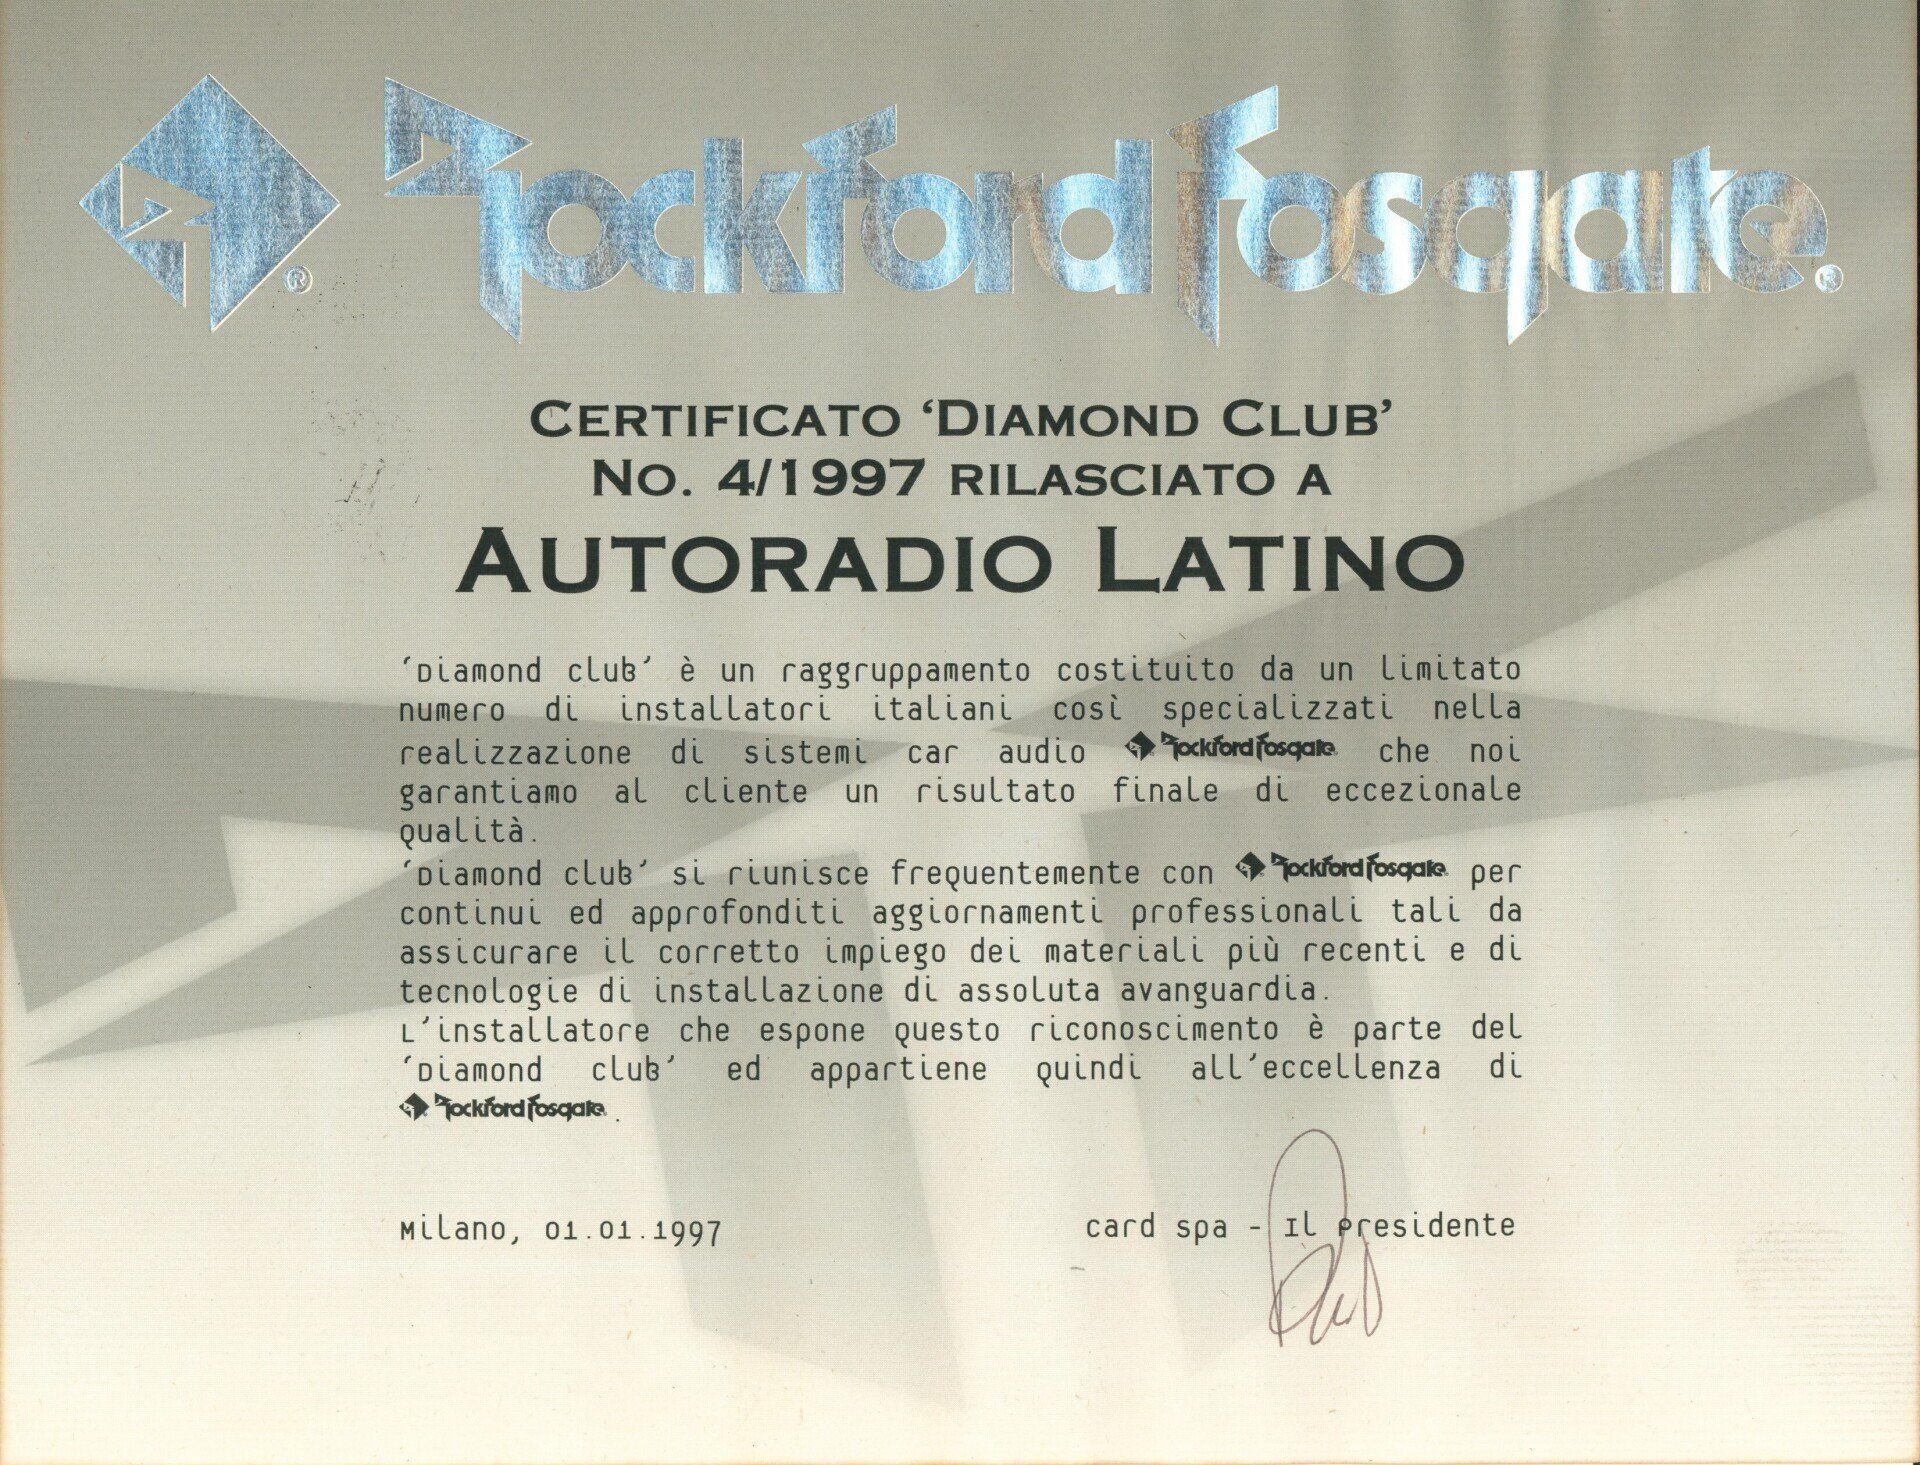 ® Rockford Fosgate ®
CERTIFICATO 'DIAMOND CLUB'
NO. 4/1997 RILASCIATO A
AUTORADIO LATINO
'Diamond Club' è un raggruppamento costituito da un limitato
numero di installatori italiani così specializzati nella
realizzazione di sistemi car audio Rockford Fosgate che noi
garantiamo al cliente un risultato finale di eccezionale
qualità.
'Diamond Club' si riunisce frequentemente con Rockford Fosgate per
continui ed approfonditi aggiornamenti professionali tali da
assicurare il corretto impiego dei materiali più recenti e di
tecnologie di installazione di assoluta avanguardia.
L'installatore che espone questo riconoscimento è parte del
'Diamond Club' ed appartiene quindi all'eccellenza di
Rockford Fosgate.
Milano, 01.01.1997
card spa - Il Presidente